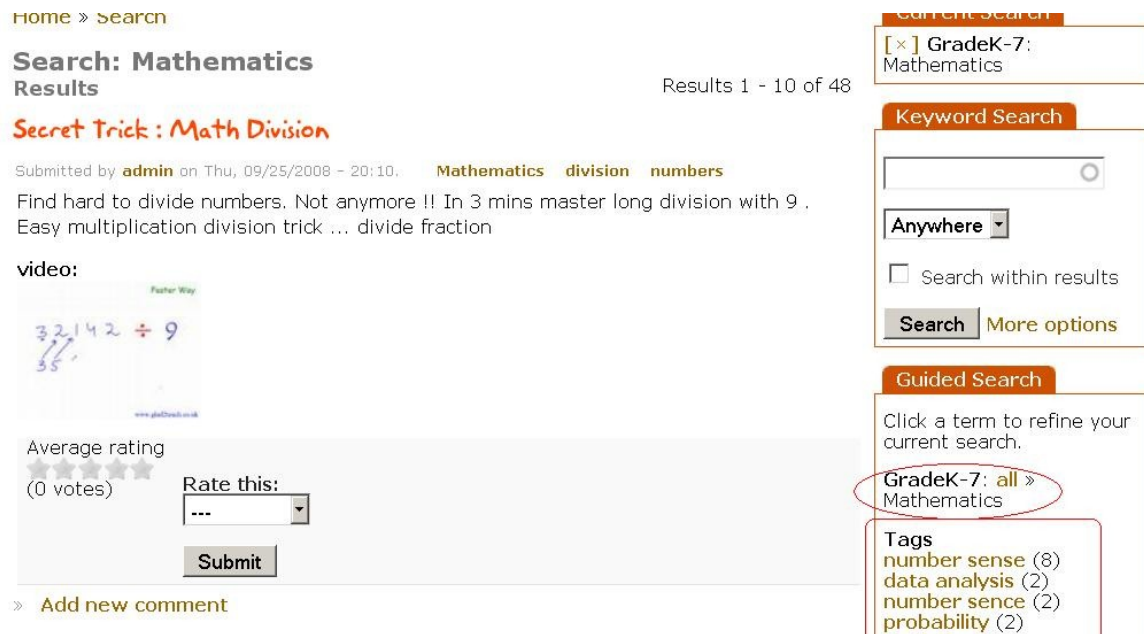 Home » Search
Search: Mathematics
Results
Results 1 - 10 of 48
Secret Trick : Math Division
Submitted by admin on Thu, 09/25/2008 - 20:10. Mathematics division numbers
Find hard to divide numbers. Not anymore !! In 3 mins master long division with 9 .
Easy multiplication division trick ... divide fraction
video:
Faster Way
32142 ÷ 9
35
Average rating
(0 votes)
Rate this:
---
Submit
» Add new comment
Current Search
[×] GradeK-7:
Mathematics
Keyword Search
Anywhere
Search within results
Search More options
Guided Search
Click a term to refine your
current search.
GradeK-7: all »
Mathematics
Tags
number sense (8)
data analysis (2)
number sence (2)
probability (2)